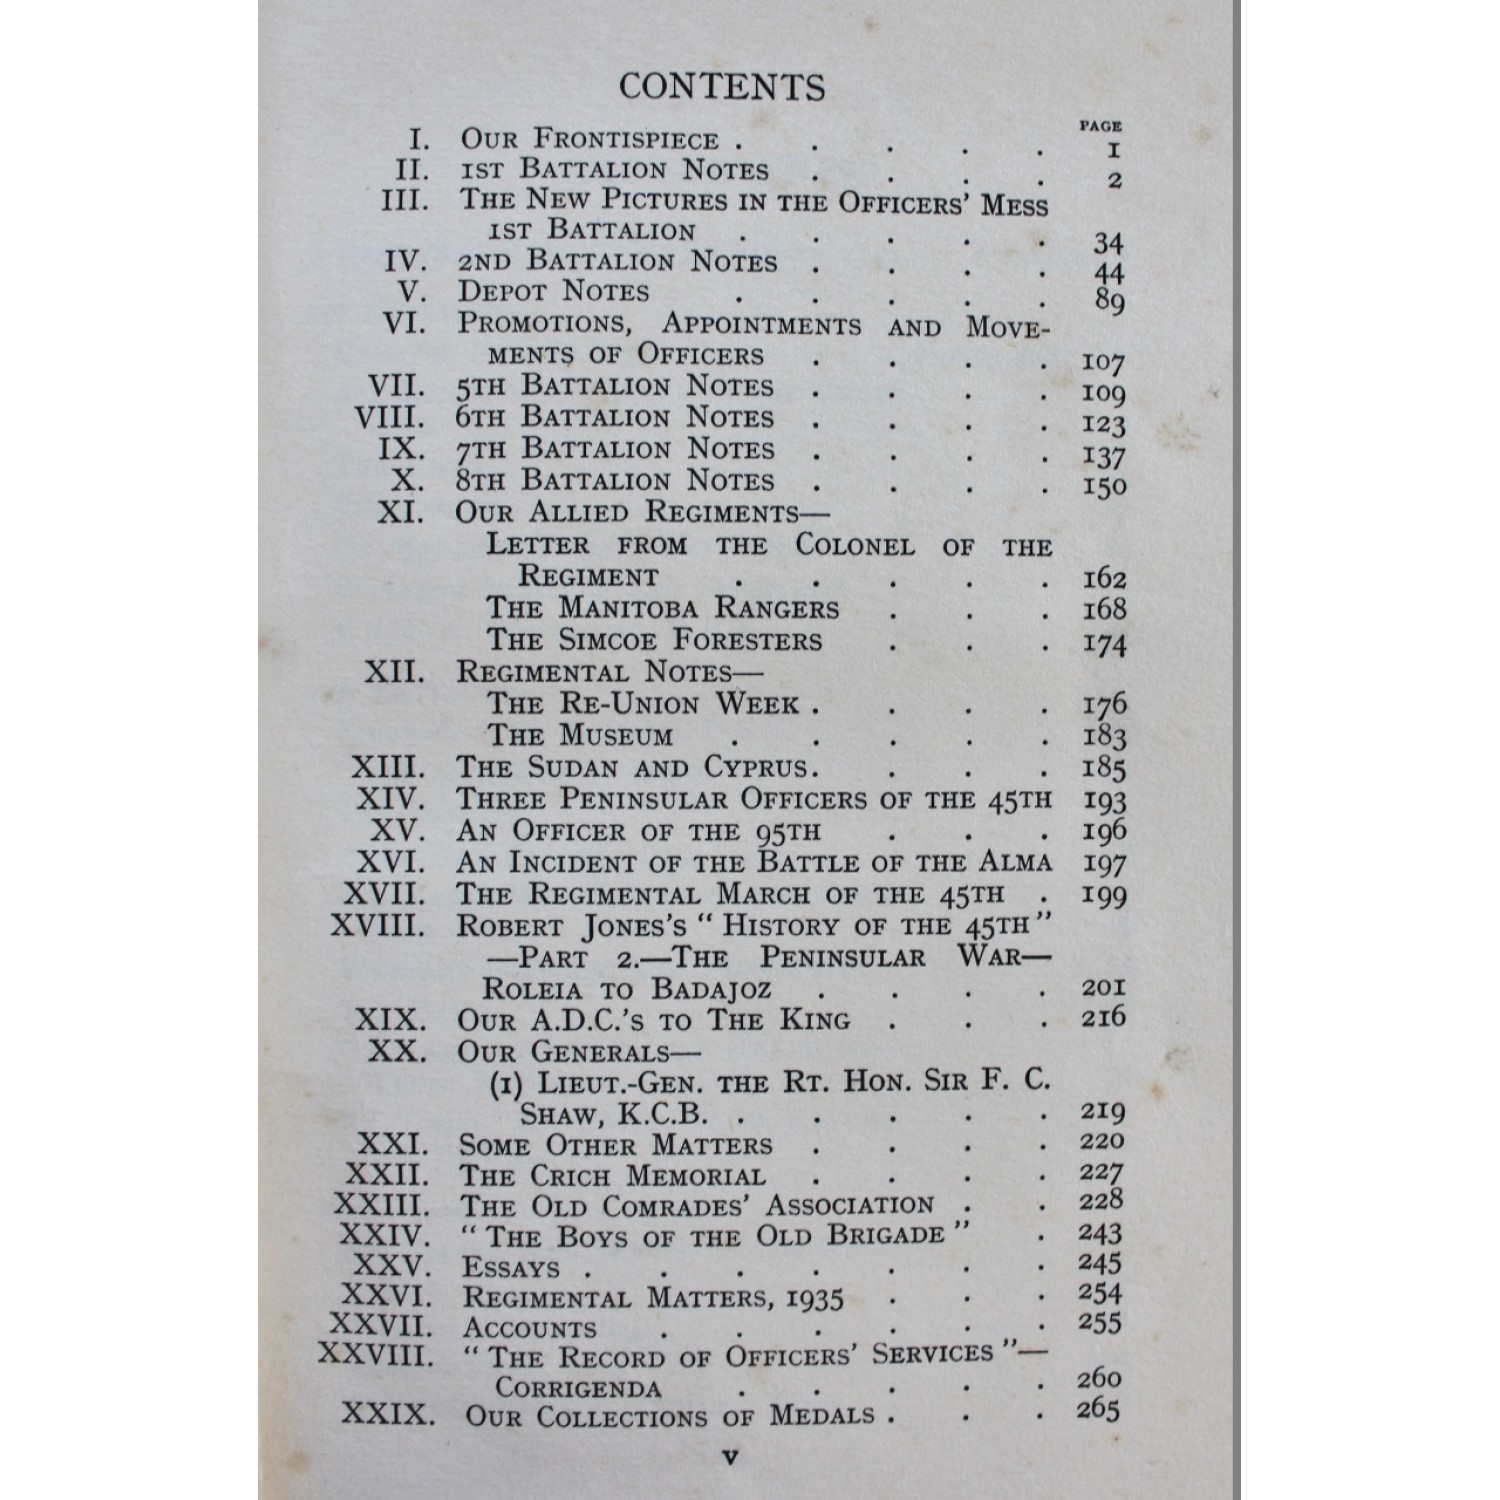 CONTENTS
PAGE
I. Our Frontispiece . . . . . 1
II. 1st Battalion Notes . . . . 2
III. The New Pictures in the Officers' Mess
1st Battalion . . . . . 34
IV. 2nd Battalion Notes . . . . 44
V. Depot Notes . . . . . 89
VI. Promotions, Appointments and Move-
ments of Officers . . . . 107
VII. 5th Battalion Notes . . . . 109
VIII. 6th Battalion Notes . . . . 123
IX. 7th Battalion Notes . . . . 137
X. 8th Battalion Notes . . . . 150
XI. Our Allied Regiments—
Letter from the Colonel of the
Regiment . . . . . 162
The Manitoba Rangers . . . 168
The Simcoe Foresters . . . 174
XII. Regimental Notes—
The Re-Union Week . . . . 176
The Museum . . . . . 183
XIII. The Sudan and Cyprus . . . . 185
XIV. Three Peninsular Officers of the 45th 193
XV. An Officer of the 95th . . . 196
XVI. An Incident of the Battle of the Alma 197
XVII. The Regimental March of the 45th . 199
XVIII. Robert Jones's "History of the 45th"
—Part 2.—The Peninsular War—
Roleia to Badajoz . . . . 201
XIX. Our A.D.C.'s to The King . . . 216
XX. Our Generals—
(1) Lieut.-Gen. the Rt. Hon. Sir F. C.
Shaw, K.C.B. . . . . . 219
XXI. Some Other Matters . . . . 220
XXII. The Crich Memorial . . . . 227
XXIII. The Old Comrades' Association . . 228
XXIV. "The Boys of the Old Brigade" . 243
XXV. Essays . . . . . . . 245
XXVI. Regimental Matters, 1935 . . . 254
XXVII. Accounts . . . . . . 255
XXVIII. "The Record of Officers' Services"—
Corrigenda . . . . . 260
XXIX. Our Collections of Medals . . . 265
v